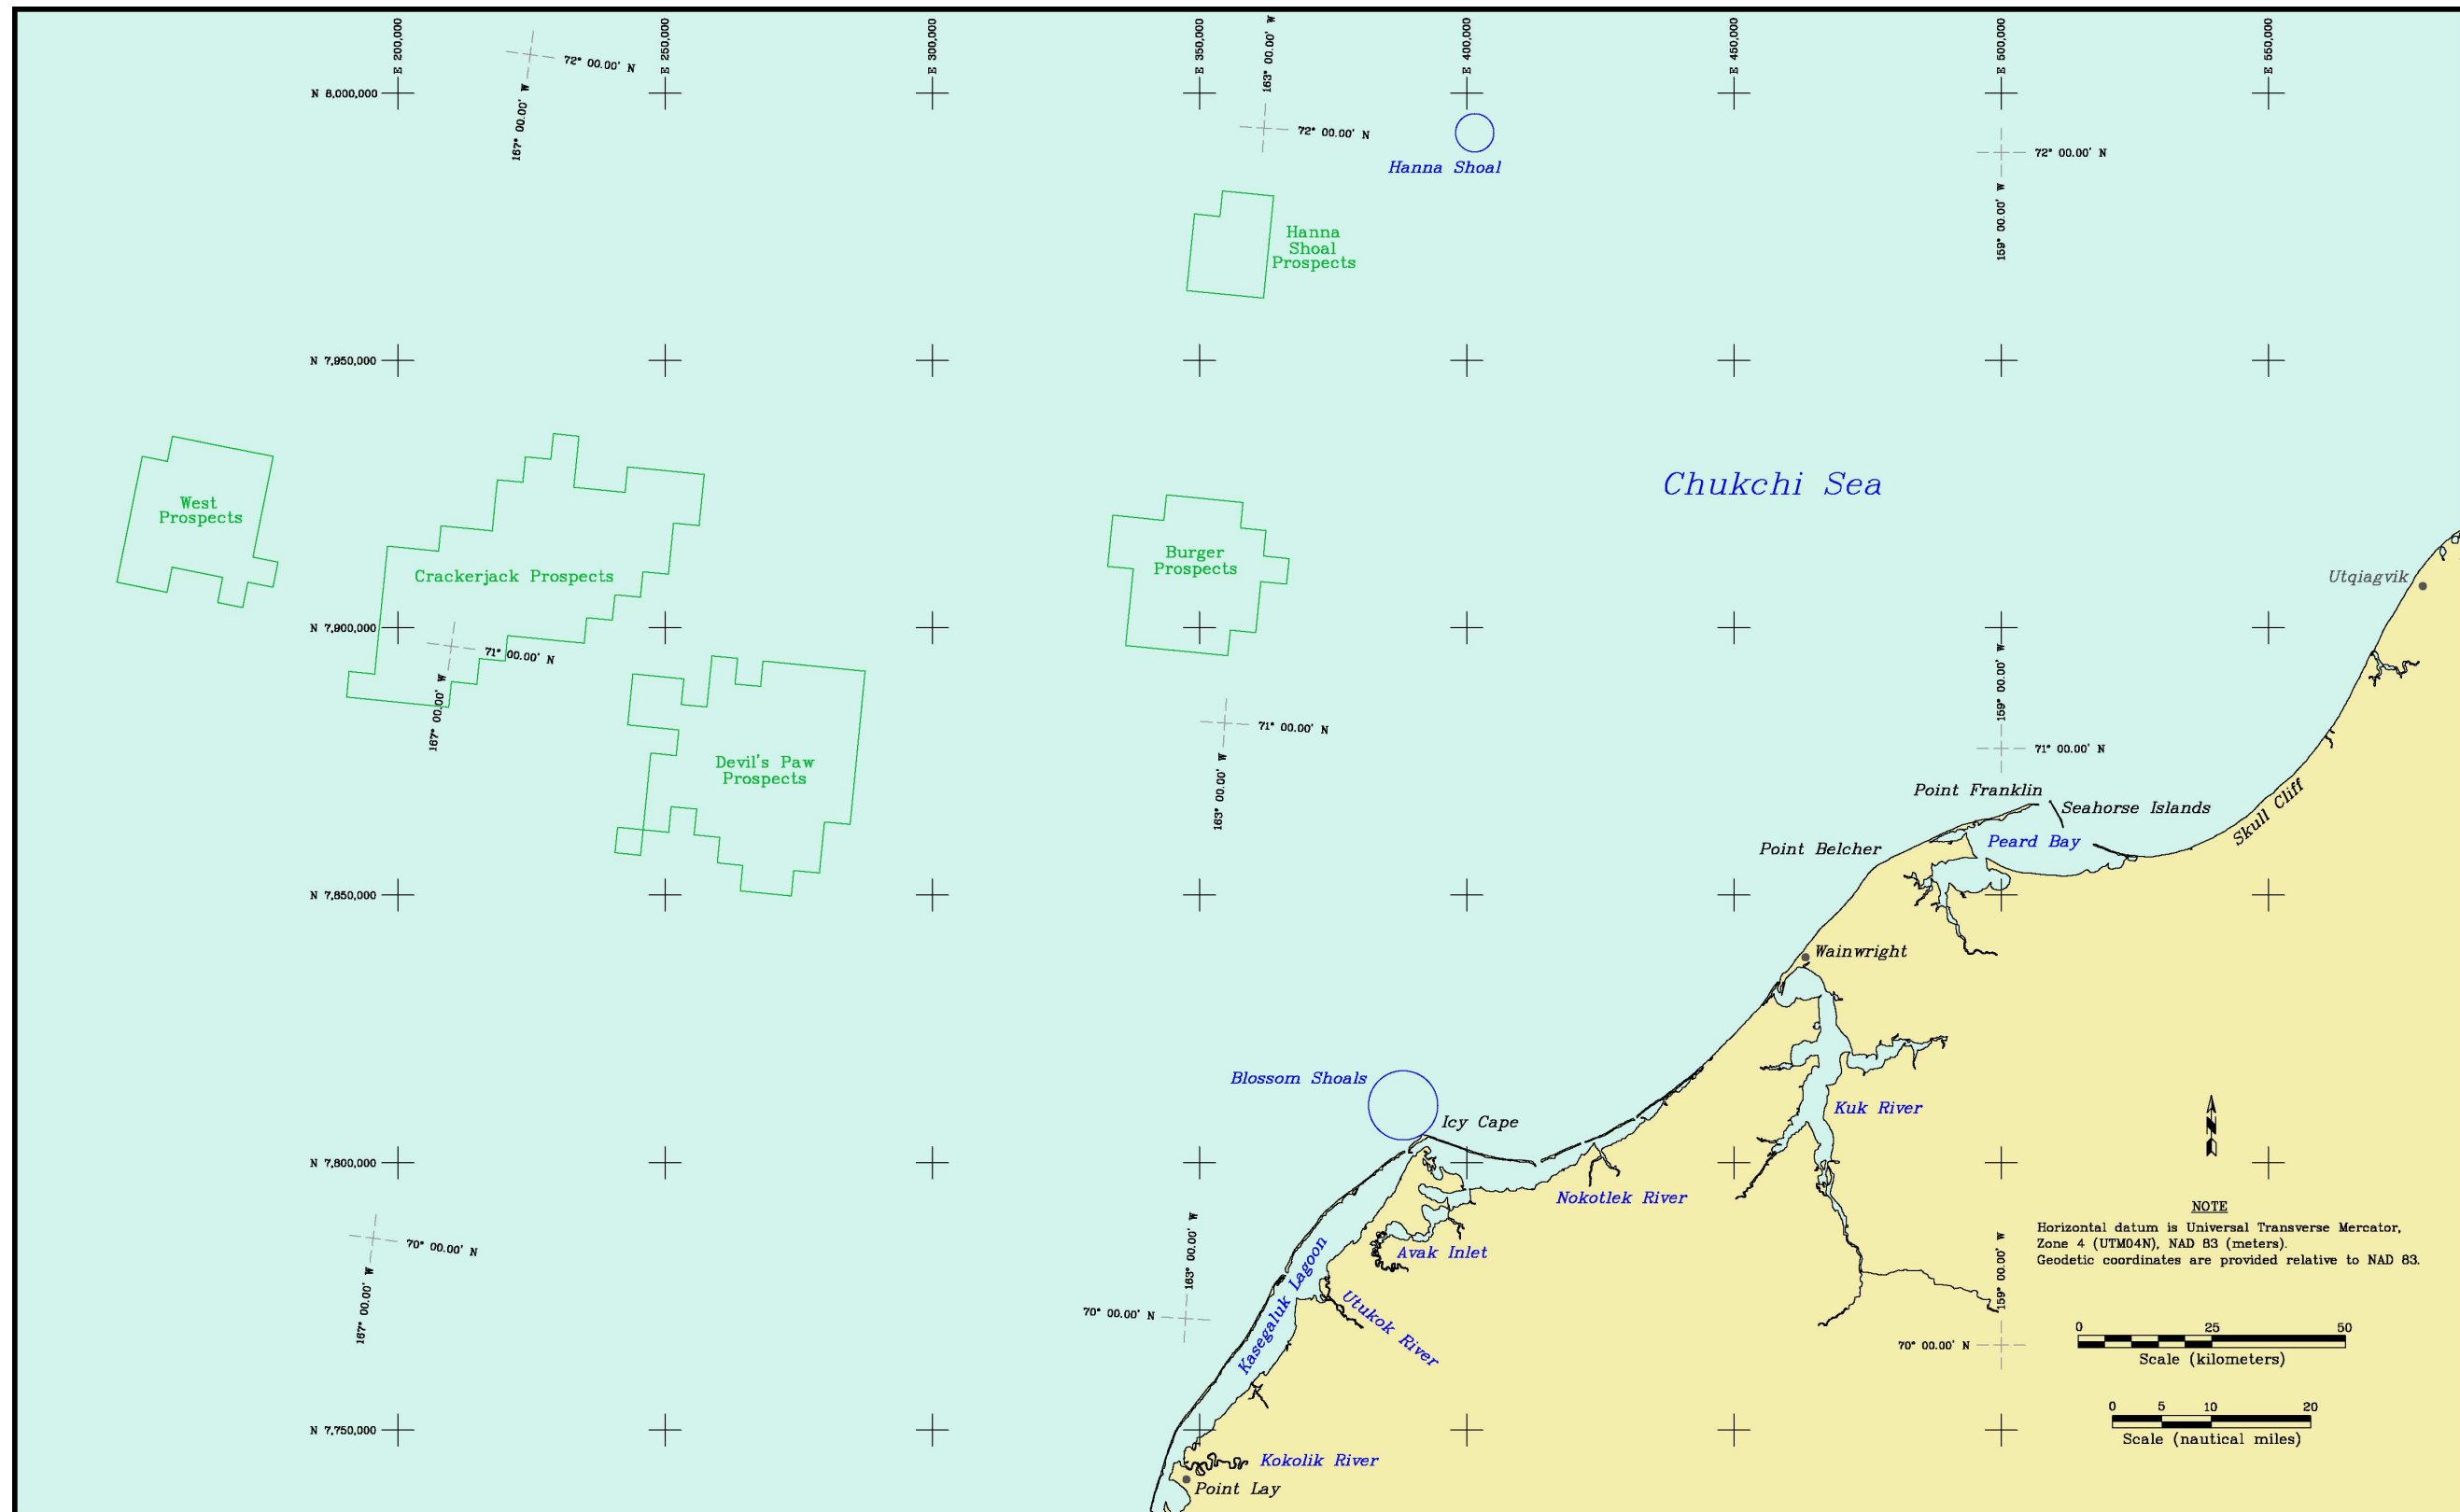 E 200,000
E 250,000
E 300,000
E 350,000
163° 00.00' W
E 400,000
E 450,000
E 500,000
E 550,000
72° 00.00' N
167° 00.00' W
N 8,000,000
72° 00.00' N
Hanna Shoal
72° 00.00' N
159° 00.00' W
Hanna
Shoal
Prospects
N 7,950,000
Chukchi Sea
West
Prospects
Crackerjack Prospects
Burger
Prospects
Utqiagvik
N 7,900,000
71° 00.00' N
167° 00.00' W
71° 00.00' N
163° 00.00' W
159° 00.00' W
71° 00.00' N
Devil's Paw
Prospects
Point Franklin
Seahorse Islands
Skull Cliff
Peard Bay
Point Belcher
N 7,850,000
Wainwright
Blossom Shoals
Icy Cape
Kuk River
N 7,800,000
Nokotlek River
NOTE
Horizontal datum is Universal Transverse Mercator,
Zone 4 (UTM04N), NAD 83 (meters).
Geodetic coordinates are provided relative to NAD 83.
70° 00.00' N
167° 00.00' W
163° 00.00' W
70° 00.00' N
Kasegaluk Lagoon
Avak Inlet
Utukok River
159° 00.00' W
70° 00.00' N
0 25 50
Scale (kilometers)
0 5 10 20
Scale (nautical miles)
N 7,750,000
Kokolik River
Point Lay